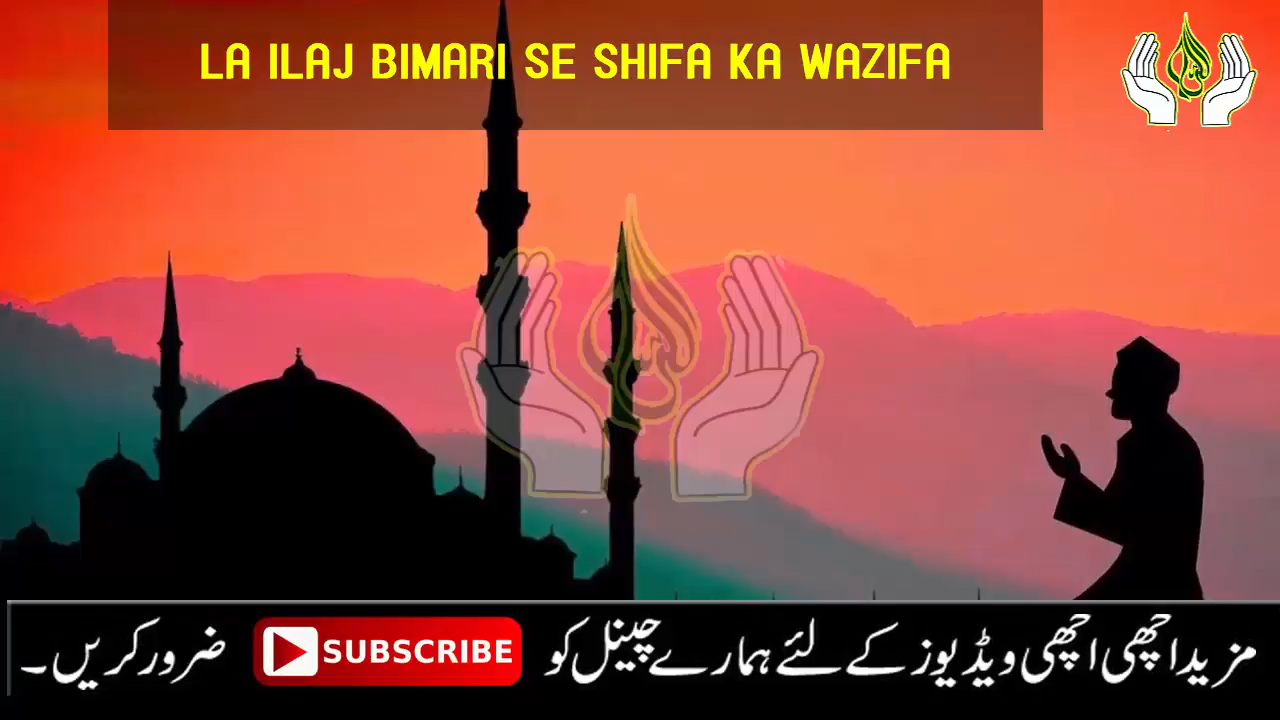 LA ILAJ BIMARI SE SHIFA KA WAZIFA
مزید اچھی اچھی ویڈیوز کے لئے ہمارے چینل کو SUBSCRIBE ضرور کریں۔